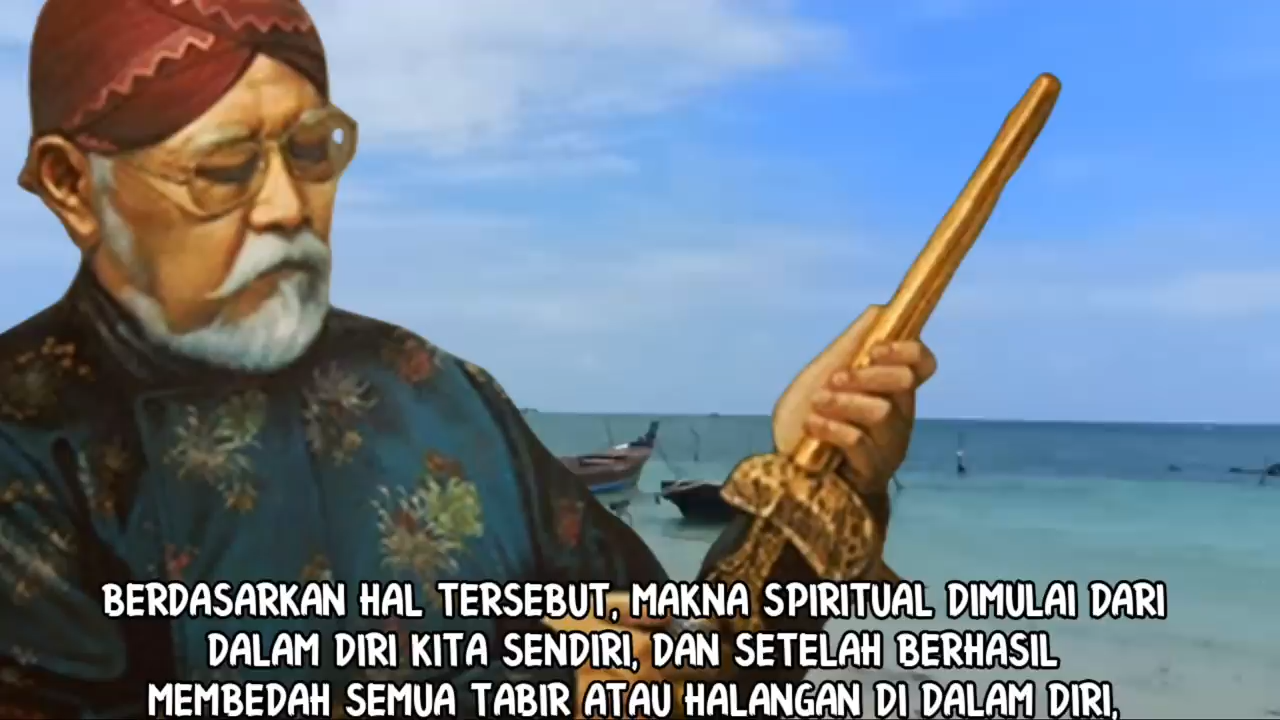 BERDASARKAN HAL TERSEBUT, MAKNA SPIRITUAL DIMULAI DARI
DALAM DIRI KITA SENDIRI, DAN SETELAH BERHASIL
MEMBEDAH SEMUA TABIR ATAU HALANGAN DI DALAM DIRI,